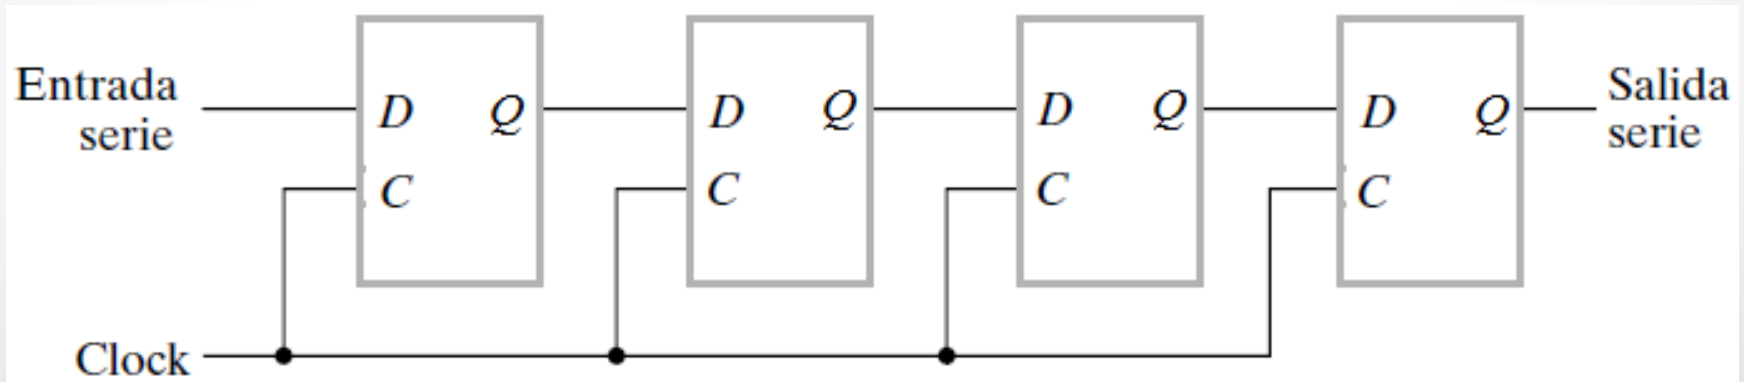 Entrada
serie
D Q
C
D Q
C
D Q
C
D Q
C
Salida
serie
Clock